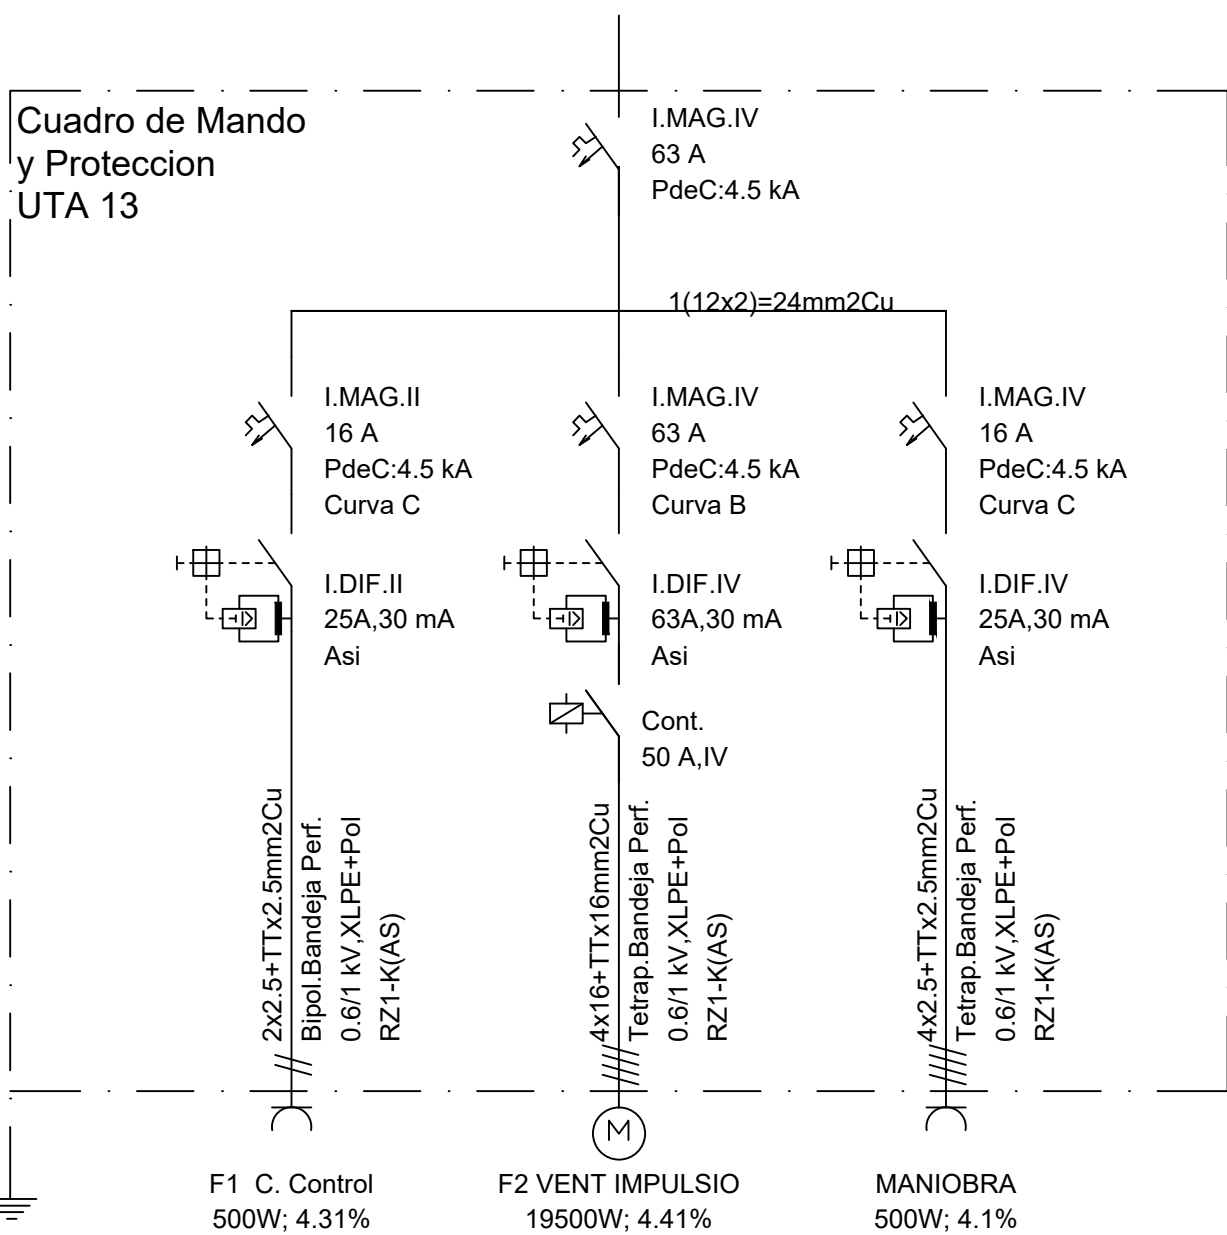 Cuadro de Mando
y Proteccion
UTA 13
I.MAG.IV
63 A
PdeC:4.5 kA
1(12x2)=24mm2Cu
I.MAG.II
16 A
PdeC:4.5 kA
Curva C
I.DIF.II
25A,30 mA
Asi
2x2.5+TTx2.5mm2Cu
Bipol.Bandeja Perf.
0.6/1 kV,XLPE+Pol
RZ1-K(AS)
F1  C. Control
500W; 4.31%
I.MAG.IV
63 A
PdeC:4.5 kA
Curva B
I.DIF.IV
63A,30 mA
Asi
Cont.
50 A,IV
4x16+TTx16mm2Cu
Tetrap.Bandeja Perf.
0.6/1 kV,XLPE+Pol
RZ1-K(AS)
M
F2 VENT IMPULSIO
19500W; 4.41%
I.MAG.IV
16 A
PdeC:4.5 kA
Curva C
I.DIF.IV
25A,30 mA
Asi
4x2.5+TTx2.5mm2Cu
Tetrap.Bandeja Perf.
0.6/1 kV,XLPE+Pol
RZ1-K(AS)
MANIOBRA
500W; 4.1%